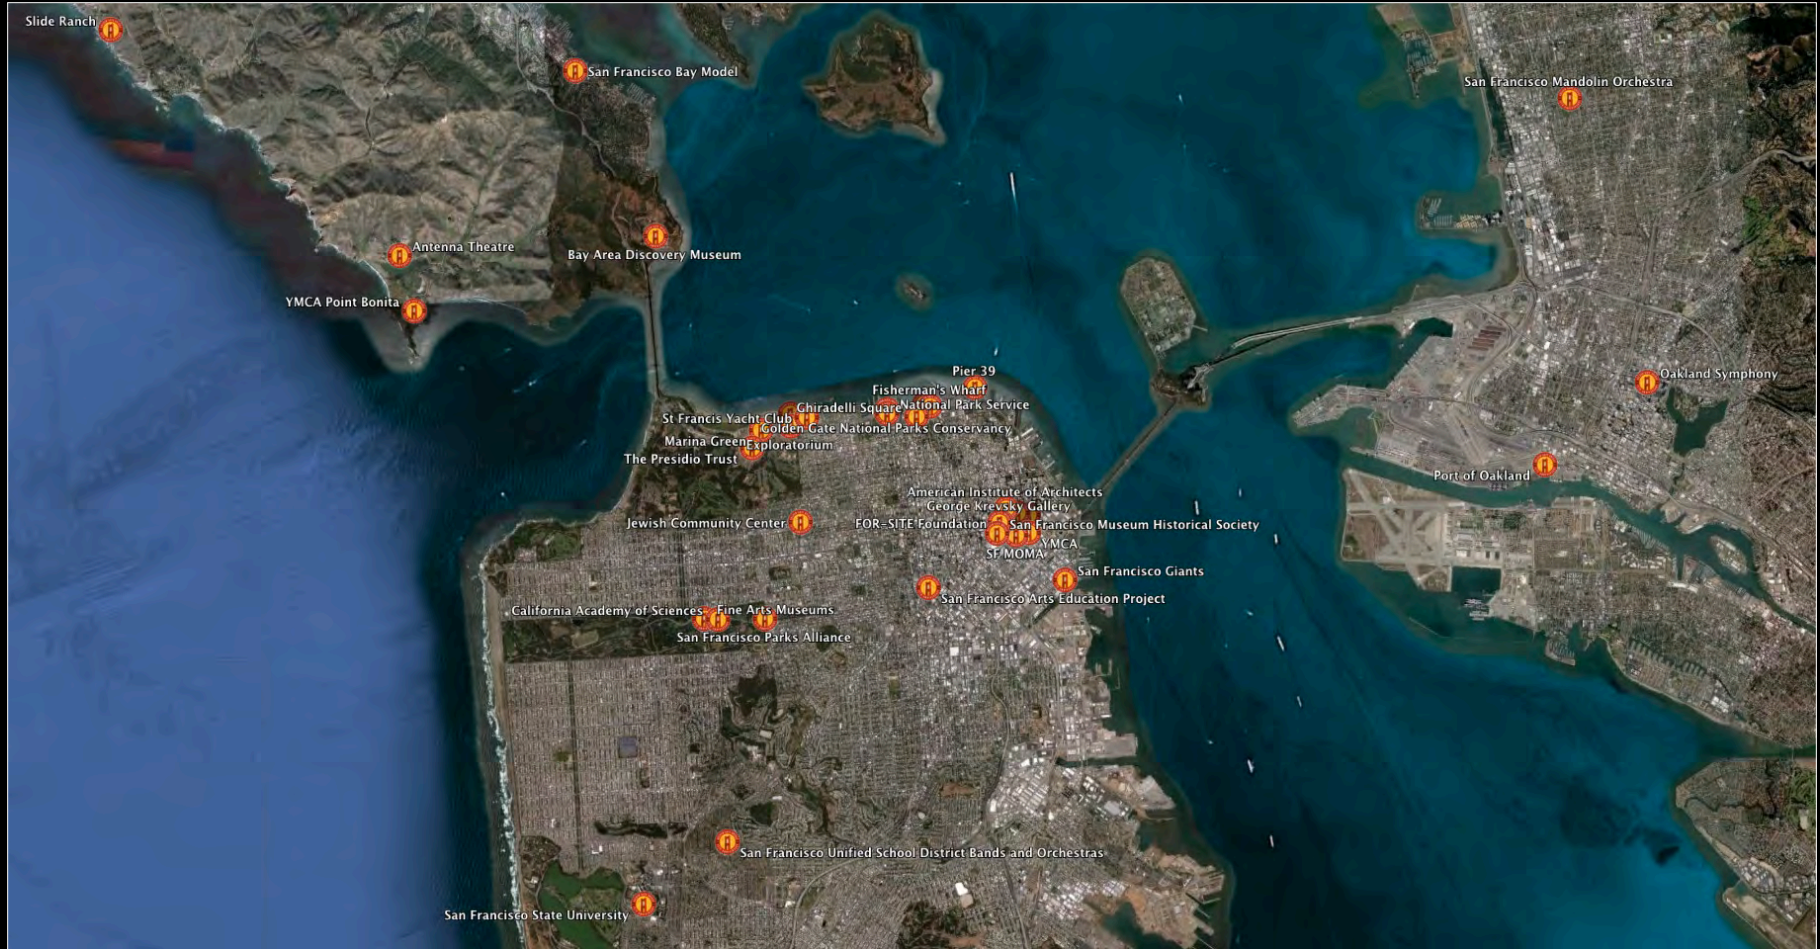 Slide Ranch
San Francisco Bay Model
San Francisco Mandolin Orchestra
Antenna Theatre
Bay Area Discovery Museum
YMCA Point Bonita
Pier 39
Oakland Symphony
Fisherman's Wharf
Ghiradelli Square
National Park Service
St Francis Yacht Club
Golden Gate National Parks Conservancy
Marina Green
Exploratorium
The Presidio Trust
Port of Oakland
American Institute of Architects
George Krevsky Gallery
Jewish Community Center
FOR-SITE Foundation
San Francisco Museum Historical Society
YMCA
SF MOMA
San Francisco Giants
San Francisco Arts Education Project
California Academy of Sciences
Fine Arts Museums
San Francisco Parks Alliance
San Francisco Unified School District Bands and Orchestras
San Francisco State University